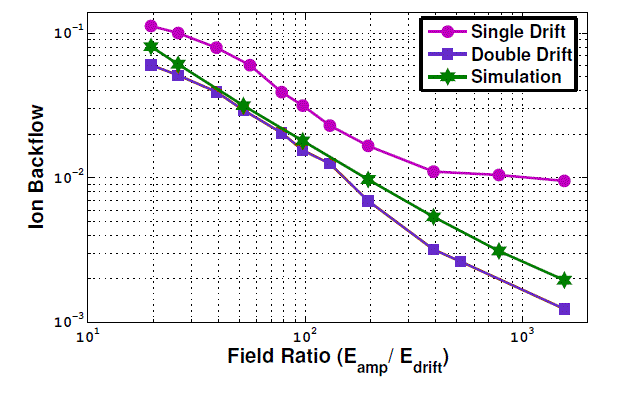 10⁻¹
10⁻²
10⁻³
10¹
10²
10³
Ion Backflow
Field Ratio (E_amp/ E_drift)
Single Drift
Double Drift
Simulation